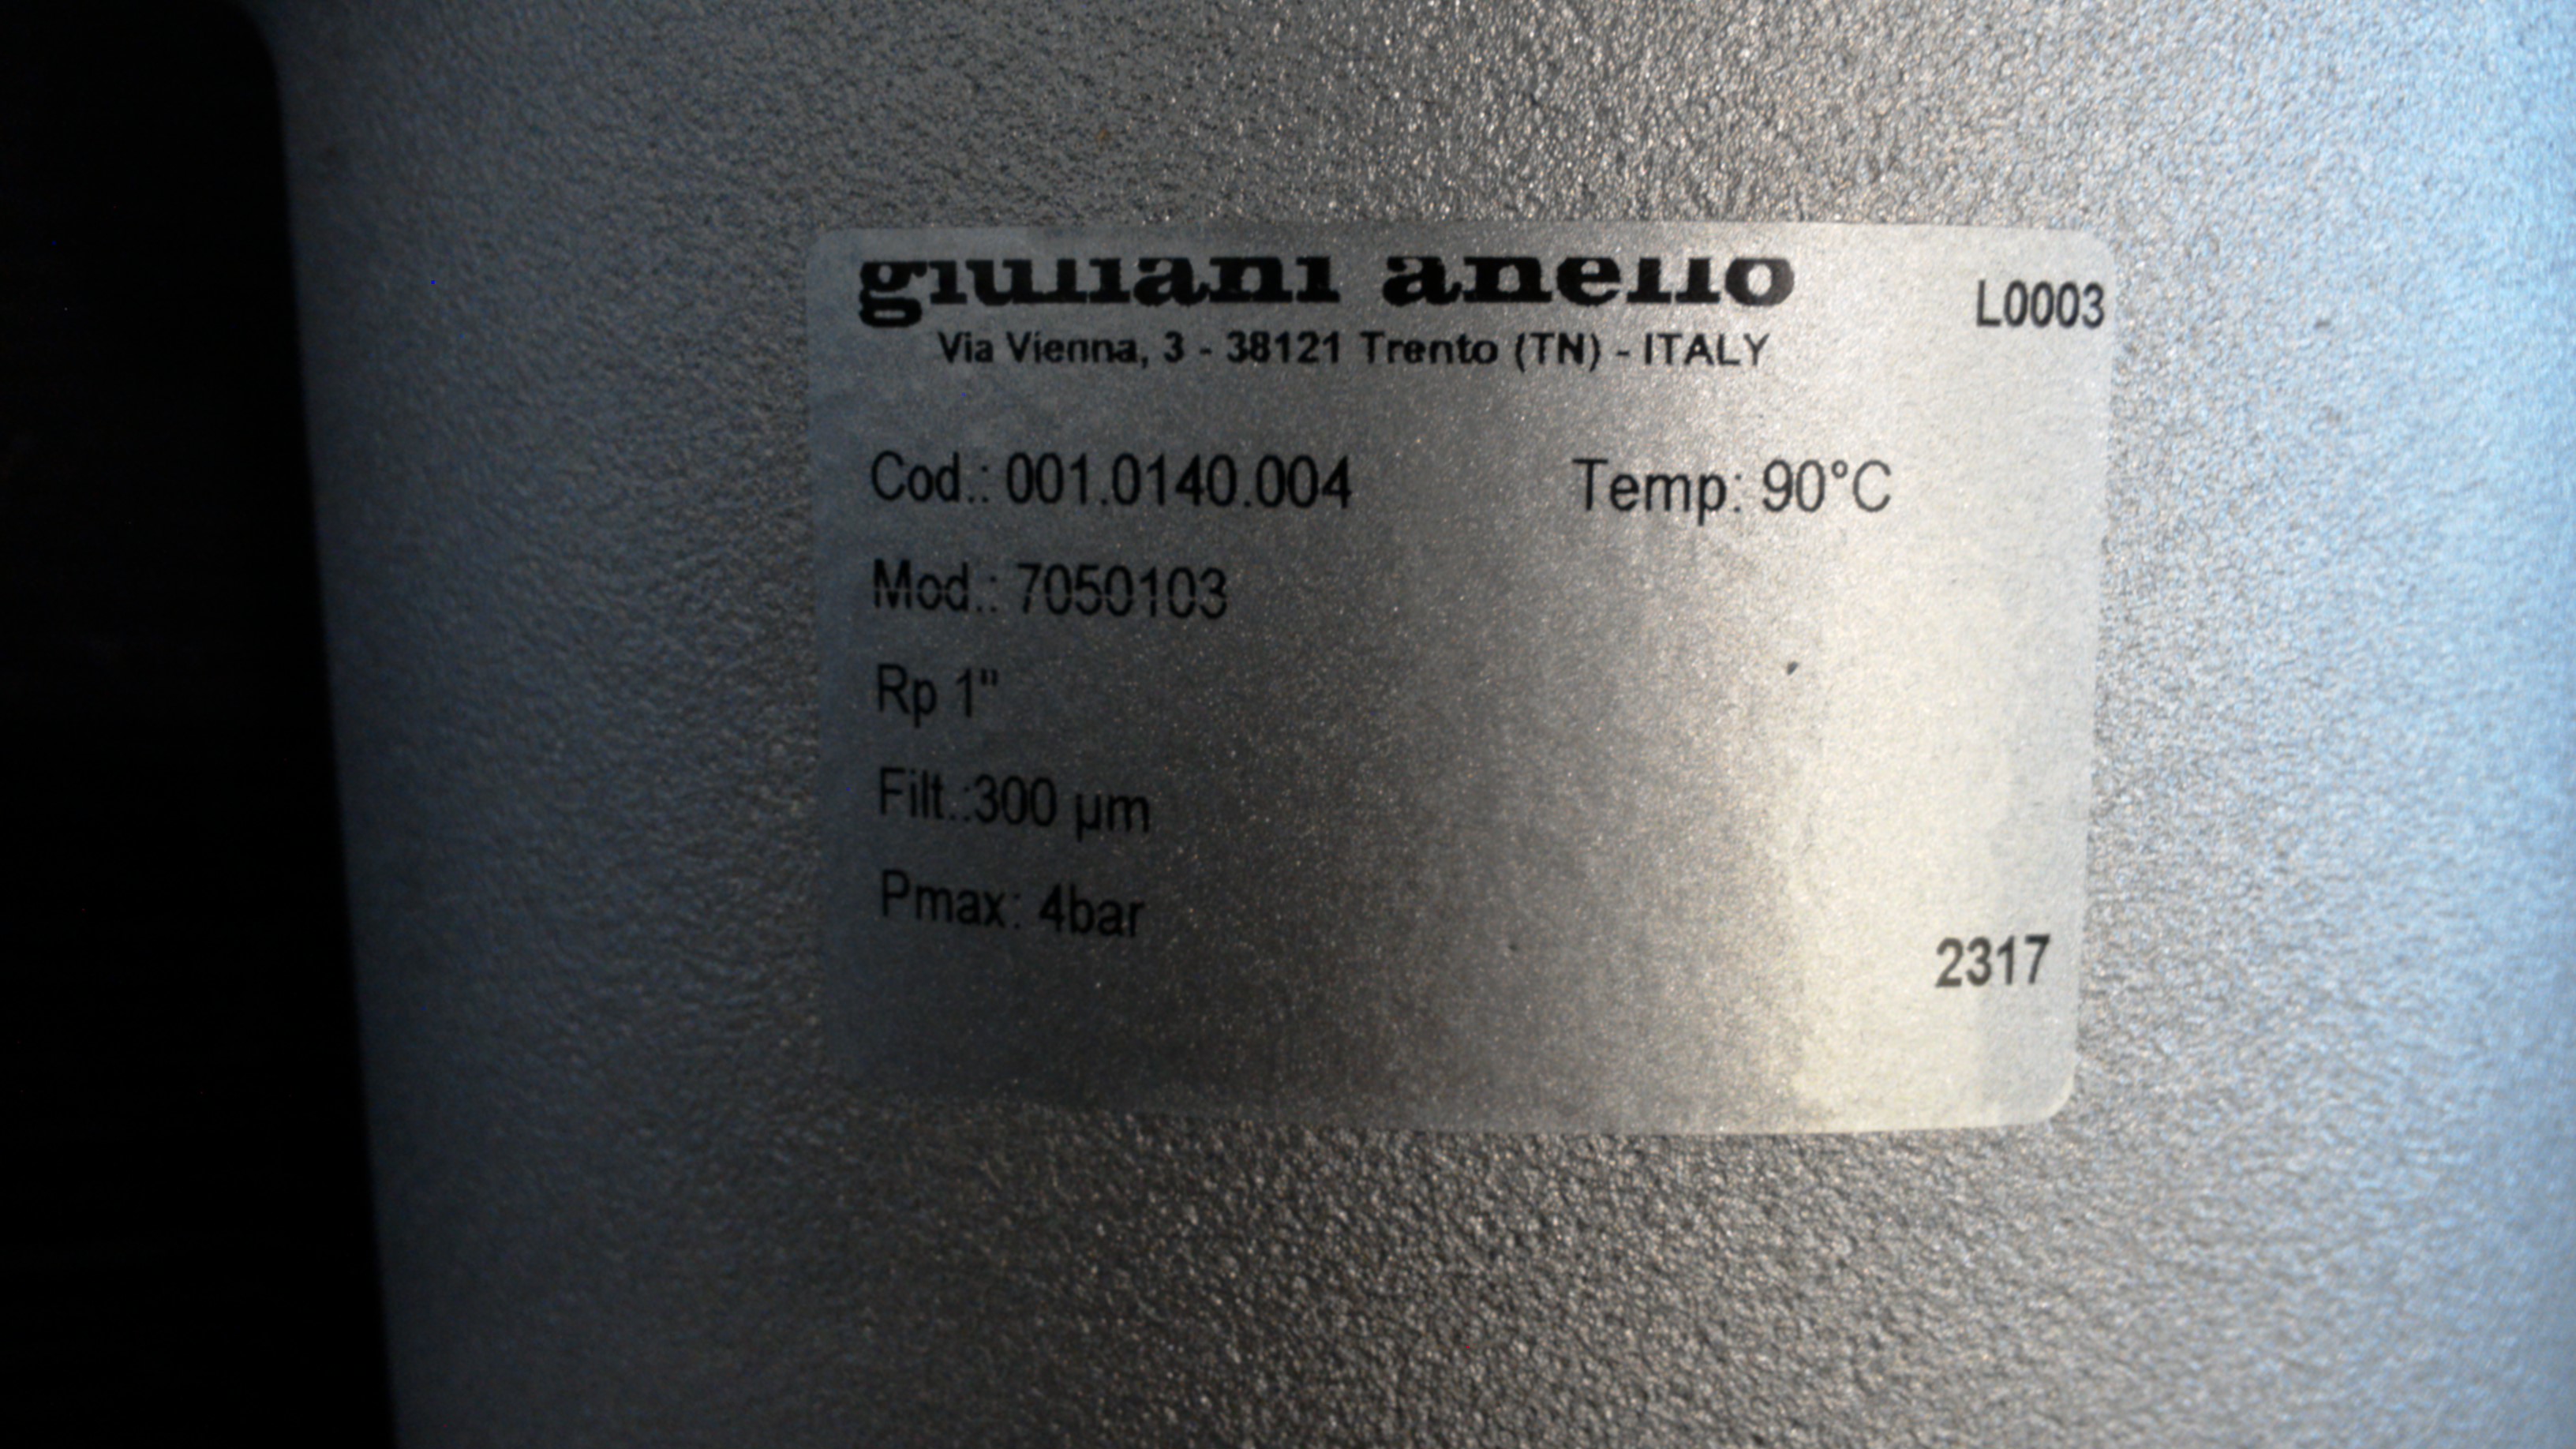 giuliani anello
L0003
Via Vienna, 3 - 38121 Trento (TN) - ITALY
Cod.: 001.0140.004 Temp: 90°C
Mod.: 7050103
Rp 1"
Filt.:300 µm
Pmax: 4bar
2317